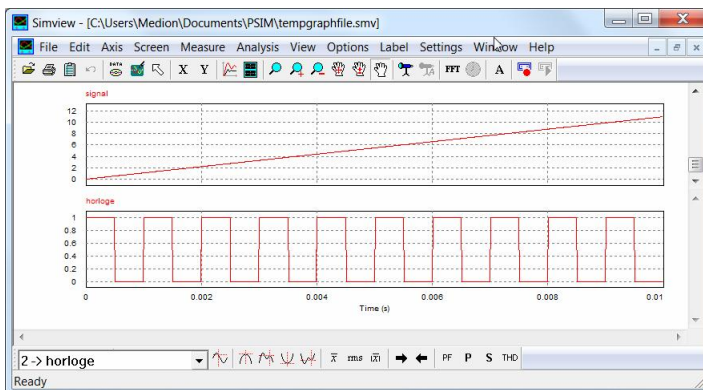 Simview - [C:\Users\Medion\Documents\PSIM\tempgraphfile.smv]
File Edit Axis Screen Measure Analysis View Options Label Settings Window Help
DATA X Y FFT A
signal
12
10
8
6
4
2
0
horloge
1
0.8
0.6
0.4
0.2
0
0 0.002 0.004 0.006 0.008 0.01
Time (s)
2 -> horloge x rms |x| PF P S THD
Ready